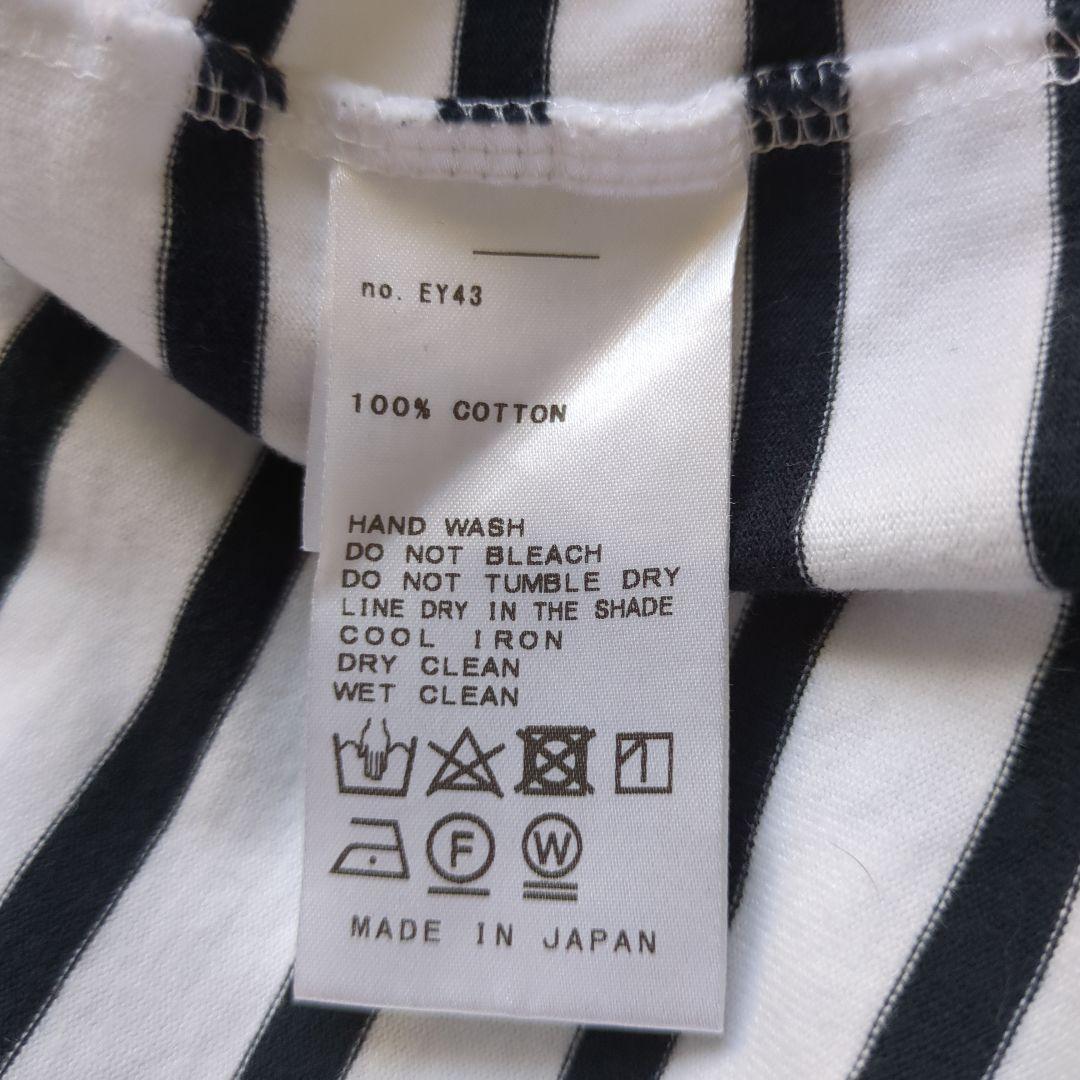 no. EY43
100% COTTON
HAND WASH
DO NOT BLEACH
DO NOT TUMBLE DRY
LINE DRY IN THE SHADE
COOL IRON
DRY CLEAN
WET CLEAN
F W
MADE IN JAPAN